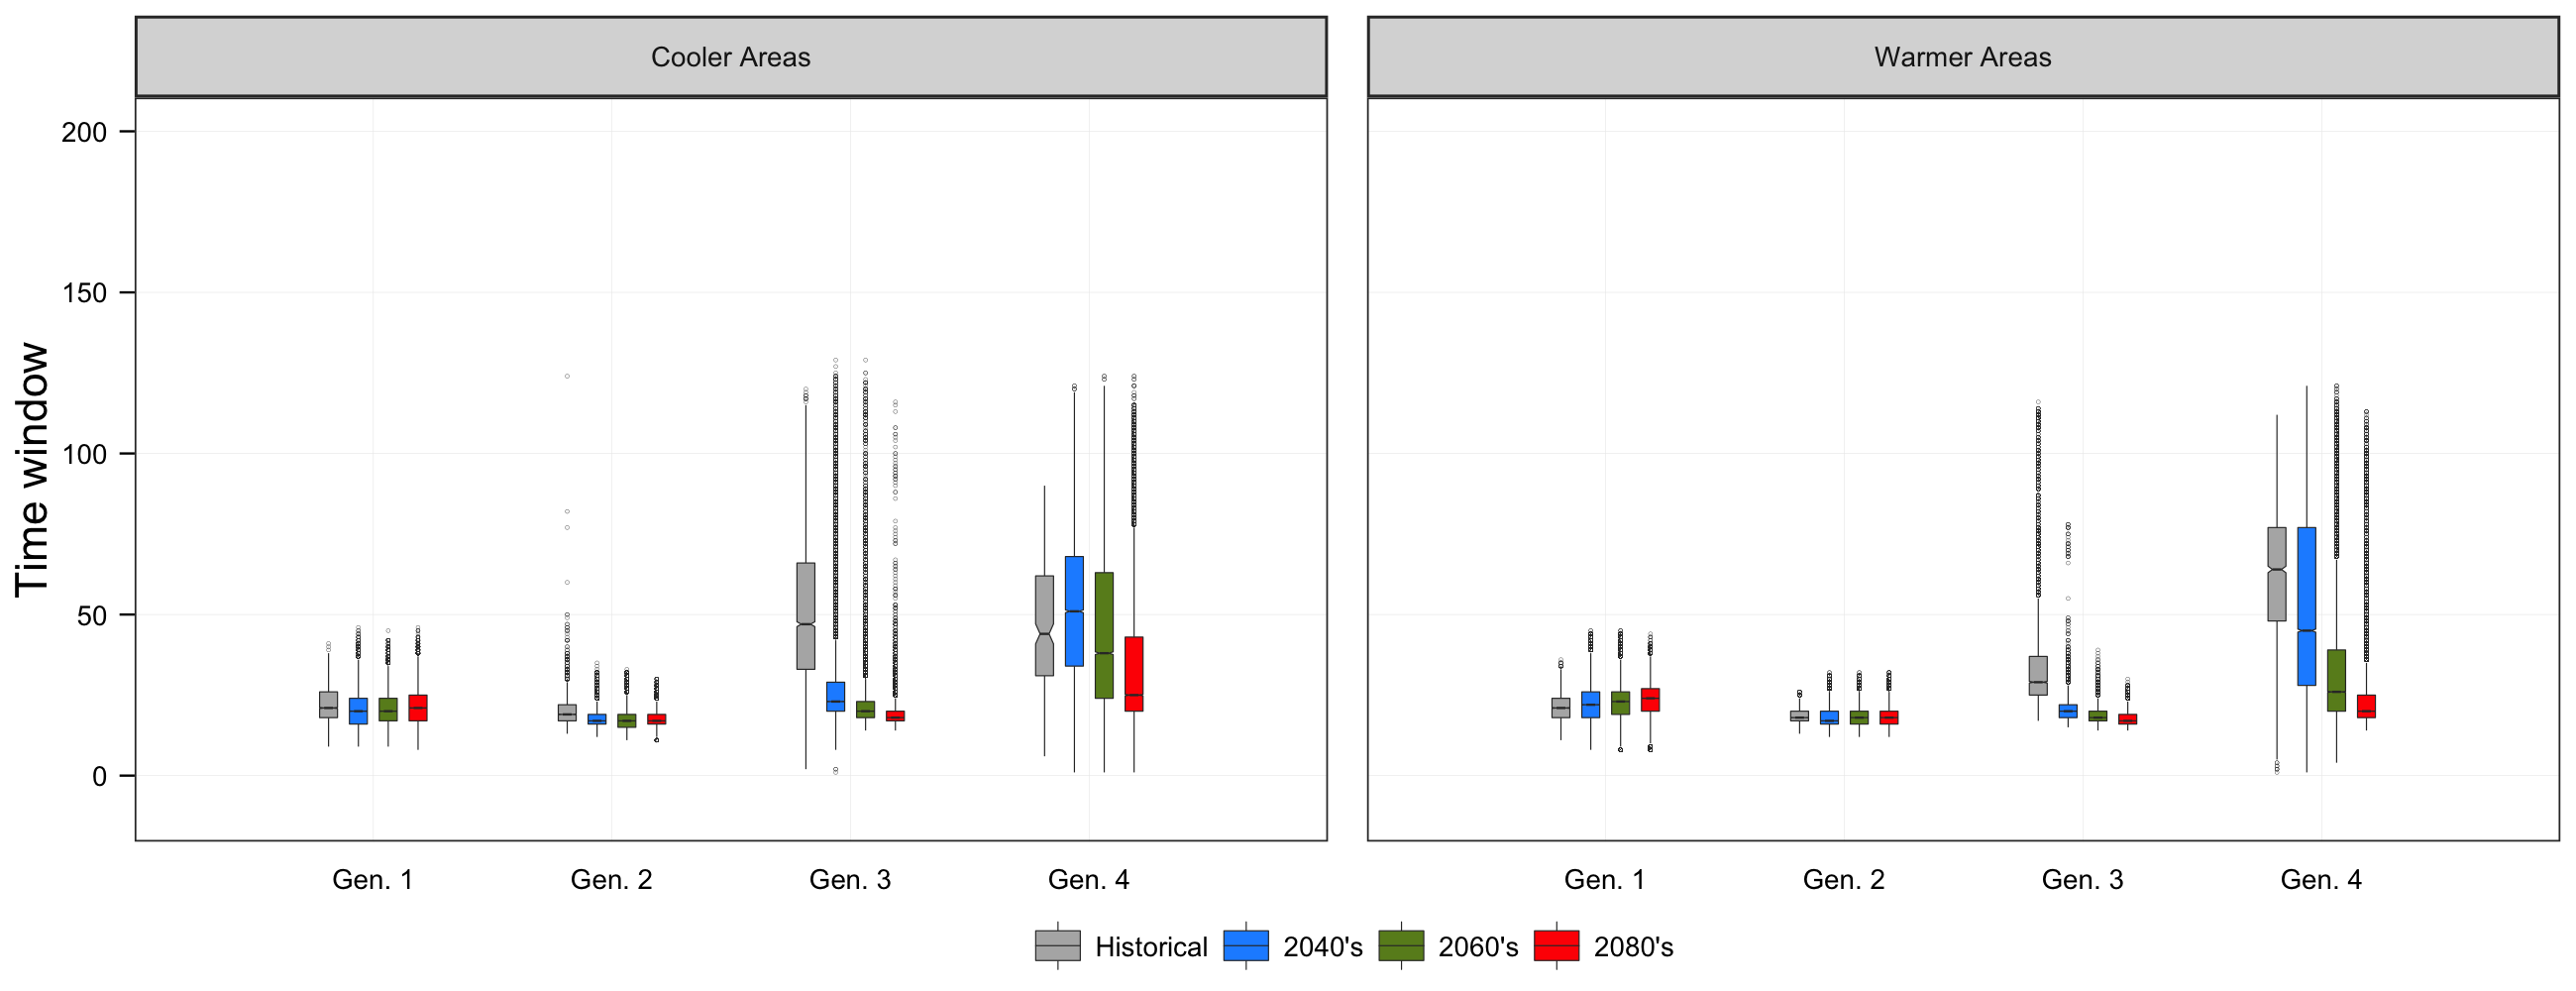 Cooler Areas
Warmer Areas
Time window
200
150
100
50
0
Gen. 1 Gen. 2 Gen. 3 Gen. 4
Gen. 1 Gen. 2 Gen. 3 Gen. 4
Historical 2040's 2060's 2080's